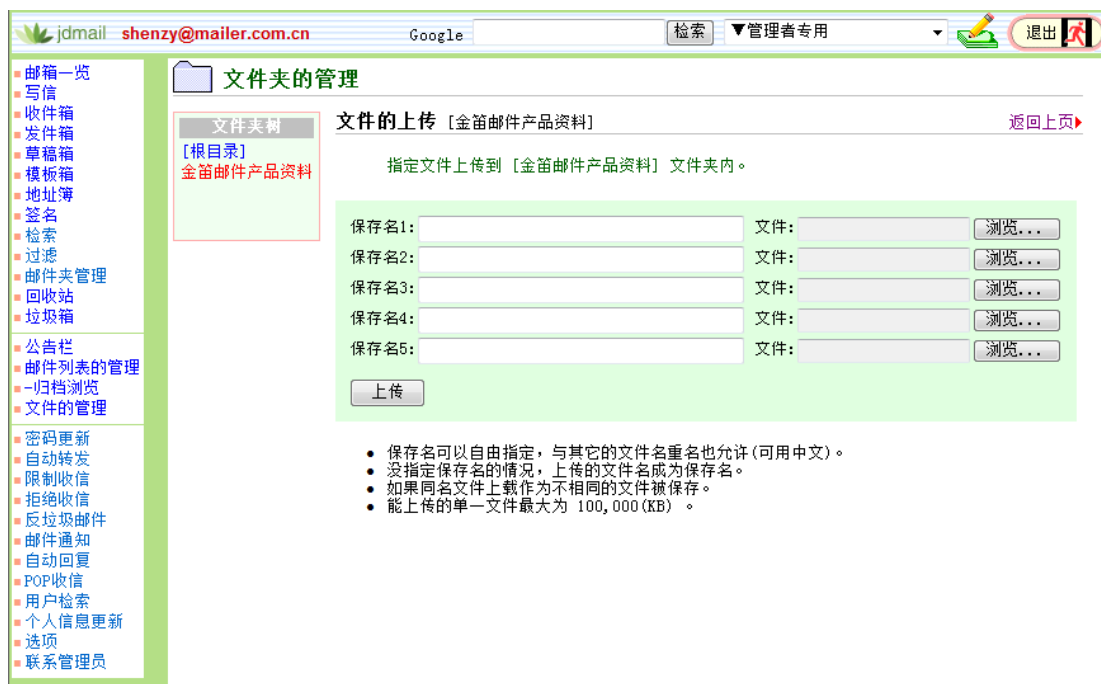 jdmail shenzy@mailer.com.cn Google 检索 ▼管理者专用 退出
邮箱一览
写信
收件箱
发件箱
草稿箱
模板箱
地址簿
签名
检索
过滤
邮件夹管理
回收站
垃圾箱
公告栏
邮件列表的管理
-归档浏览
文件的管理
密码更新
自动转发
限制收信
拒绝收信
反垃圾邮件
邮件通知
自动回复
POP收信
用户检索
个人信息更新
选项
联系管理员
文件夹的管理
文件夹树
[根目录]
金笛邮件产品资料
文件的上传 [金笛邮件产品资料] 返回上页
指定文件上传到 [金笛邮件产品资料] 文件夹内。
保存名1: 文件: 浏览...
保存名2: 文件: 浏览...
保存名3: 文件: 浏览...
保存名4: 文件: 浏览...
保存名5: 文件: 浏览...
上传
• 保存名可以自由指定，与其它的文件名重名也允许(可用中文)。
• 没指定保存名的情况，上传的文件名成为保存名。
• 如果同名文件上载作为不相同的文件被保存。
• 能上传的单一文件最大为 100,000(KB) 。